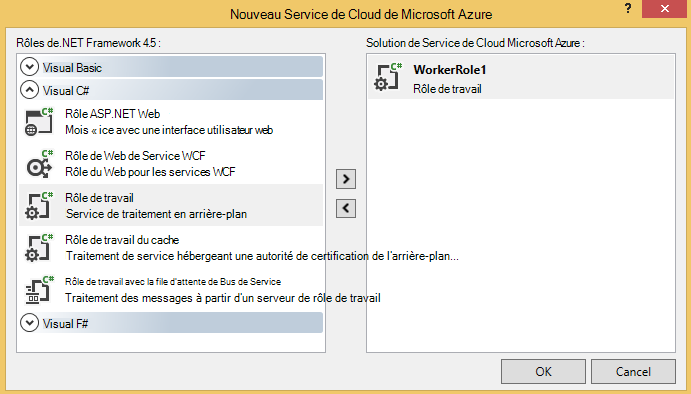 Nouveau Service de Cloud de Microsoft Azure
? ×
Rôles de.NET Framework 4.5 :
Solution de Service de Cloud Microsoft Azure :
Visual Basic
Visual C#
C#
Rôle ASP.NET Web
Mois « ice avec une interface utilisateur web
C#
Rôle de Web de Service WCF
Rôle du Web pour les services WCF
C#
Rôle de travail
Service de traitement en arrière-plan
C#
Rôle de travail du cache
Traitement de service hébergeant une autorité de certification de l'arrière-plan...
C#
Rôle de travail avec la file d'attente de Bus de Service
Traitement des messages à partir d'un serveur de rôle de travail
Visual F#
>
<
C#
WorkerRole1
Rôle de travail
OK
Cancel